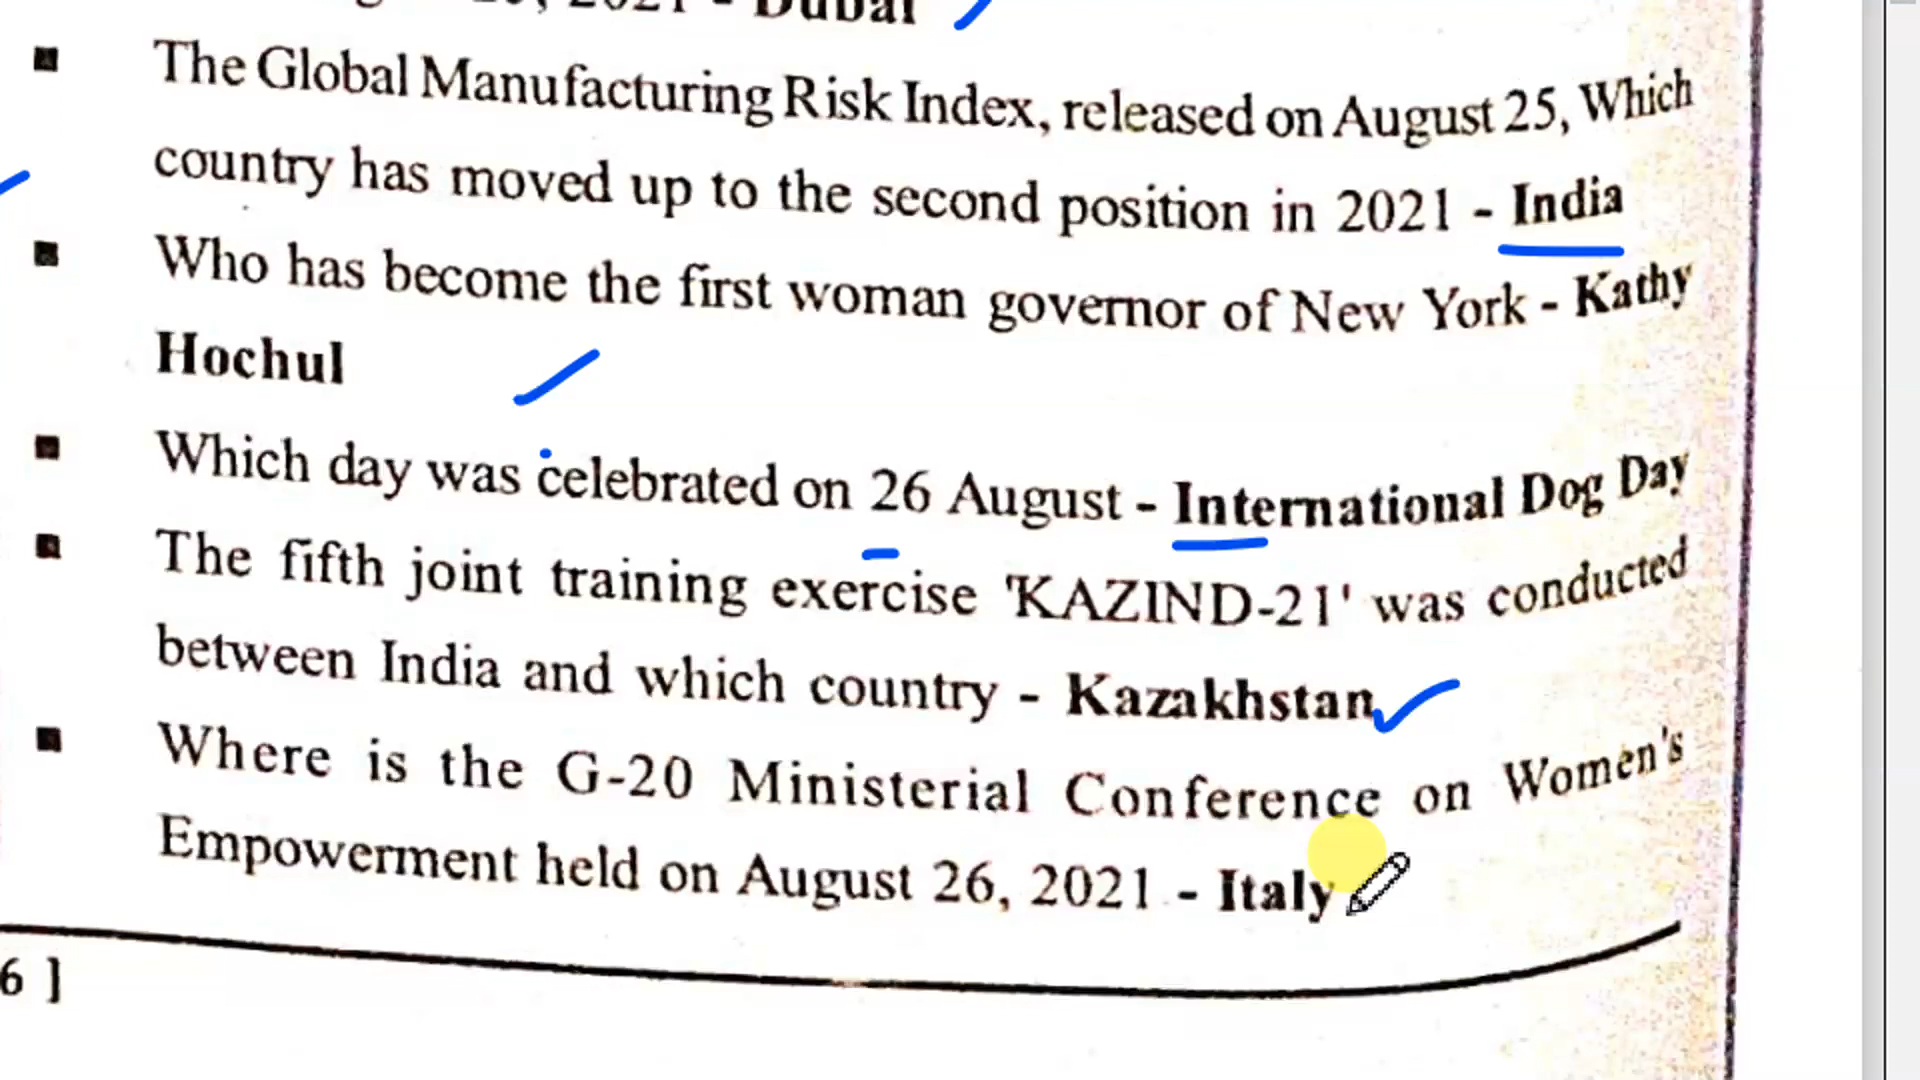 2021 - Dubai
■ The Global Manufacturing Risk Index, released on August 25, Which
country has moved up to the second position in 2021 - India
■ Who has become the first woman governor of New York - Kathy
Hochul
■ Which day was celebrated on 26 August - International Dog Day
■ The fifth joint training exercise 'KAZIND-21' was conducted
between India and which country - Kazakhstan
■ Where is the G-20 Ministerial Conference on Women's
Empowerment held on August 26, 2021 - Italy
6 ]